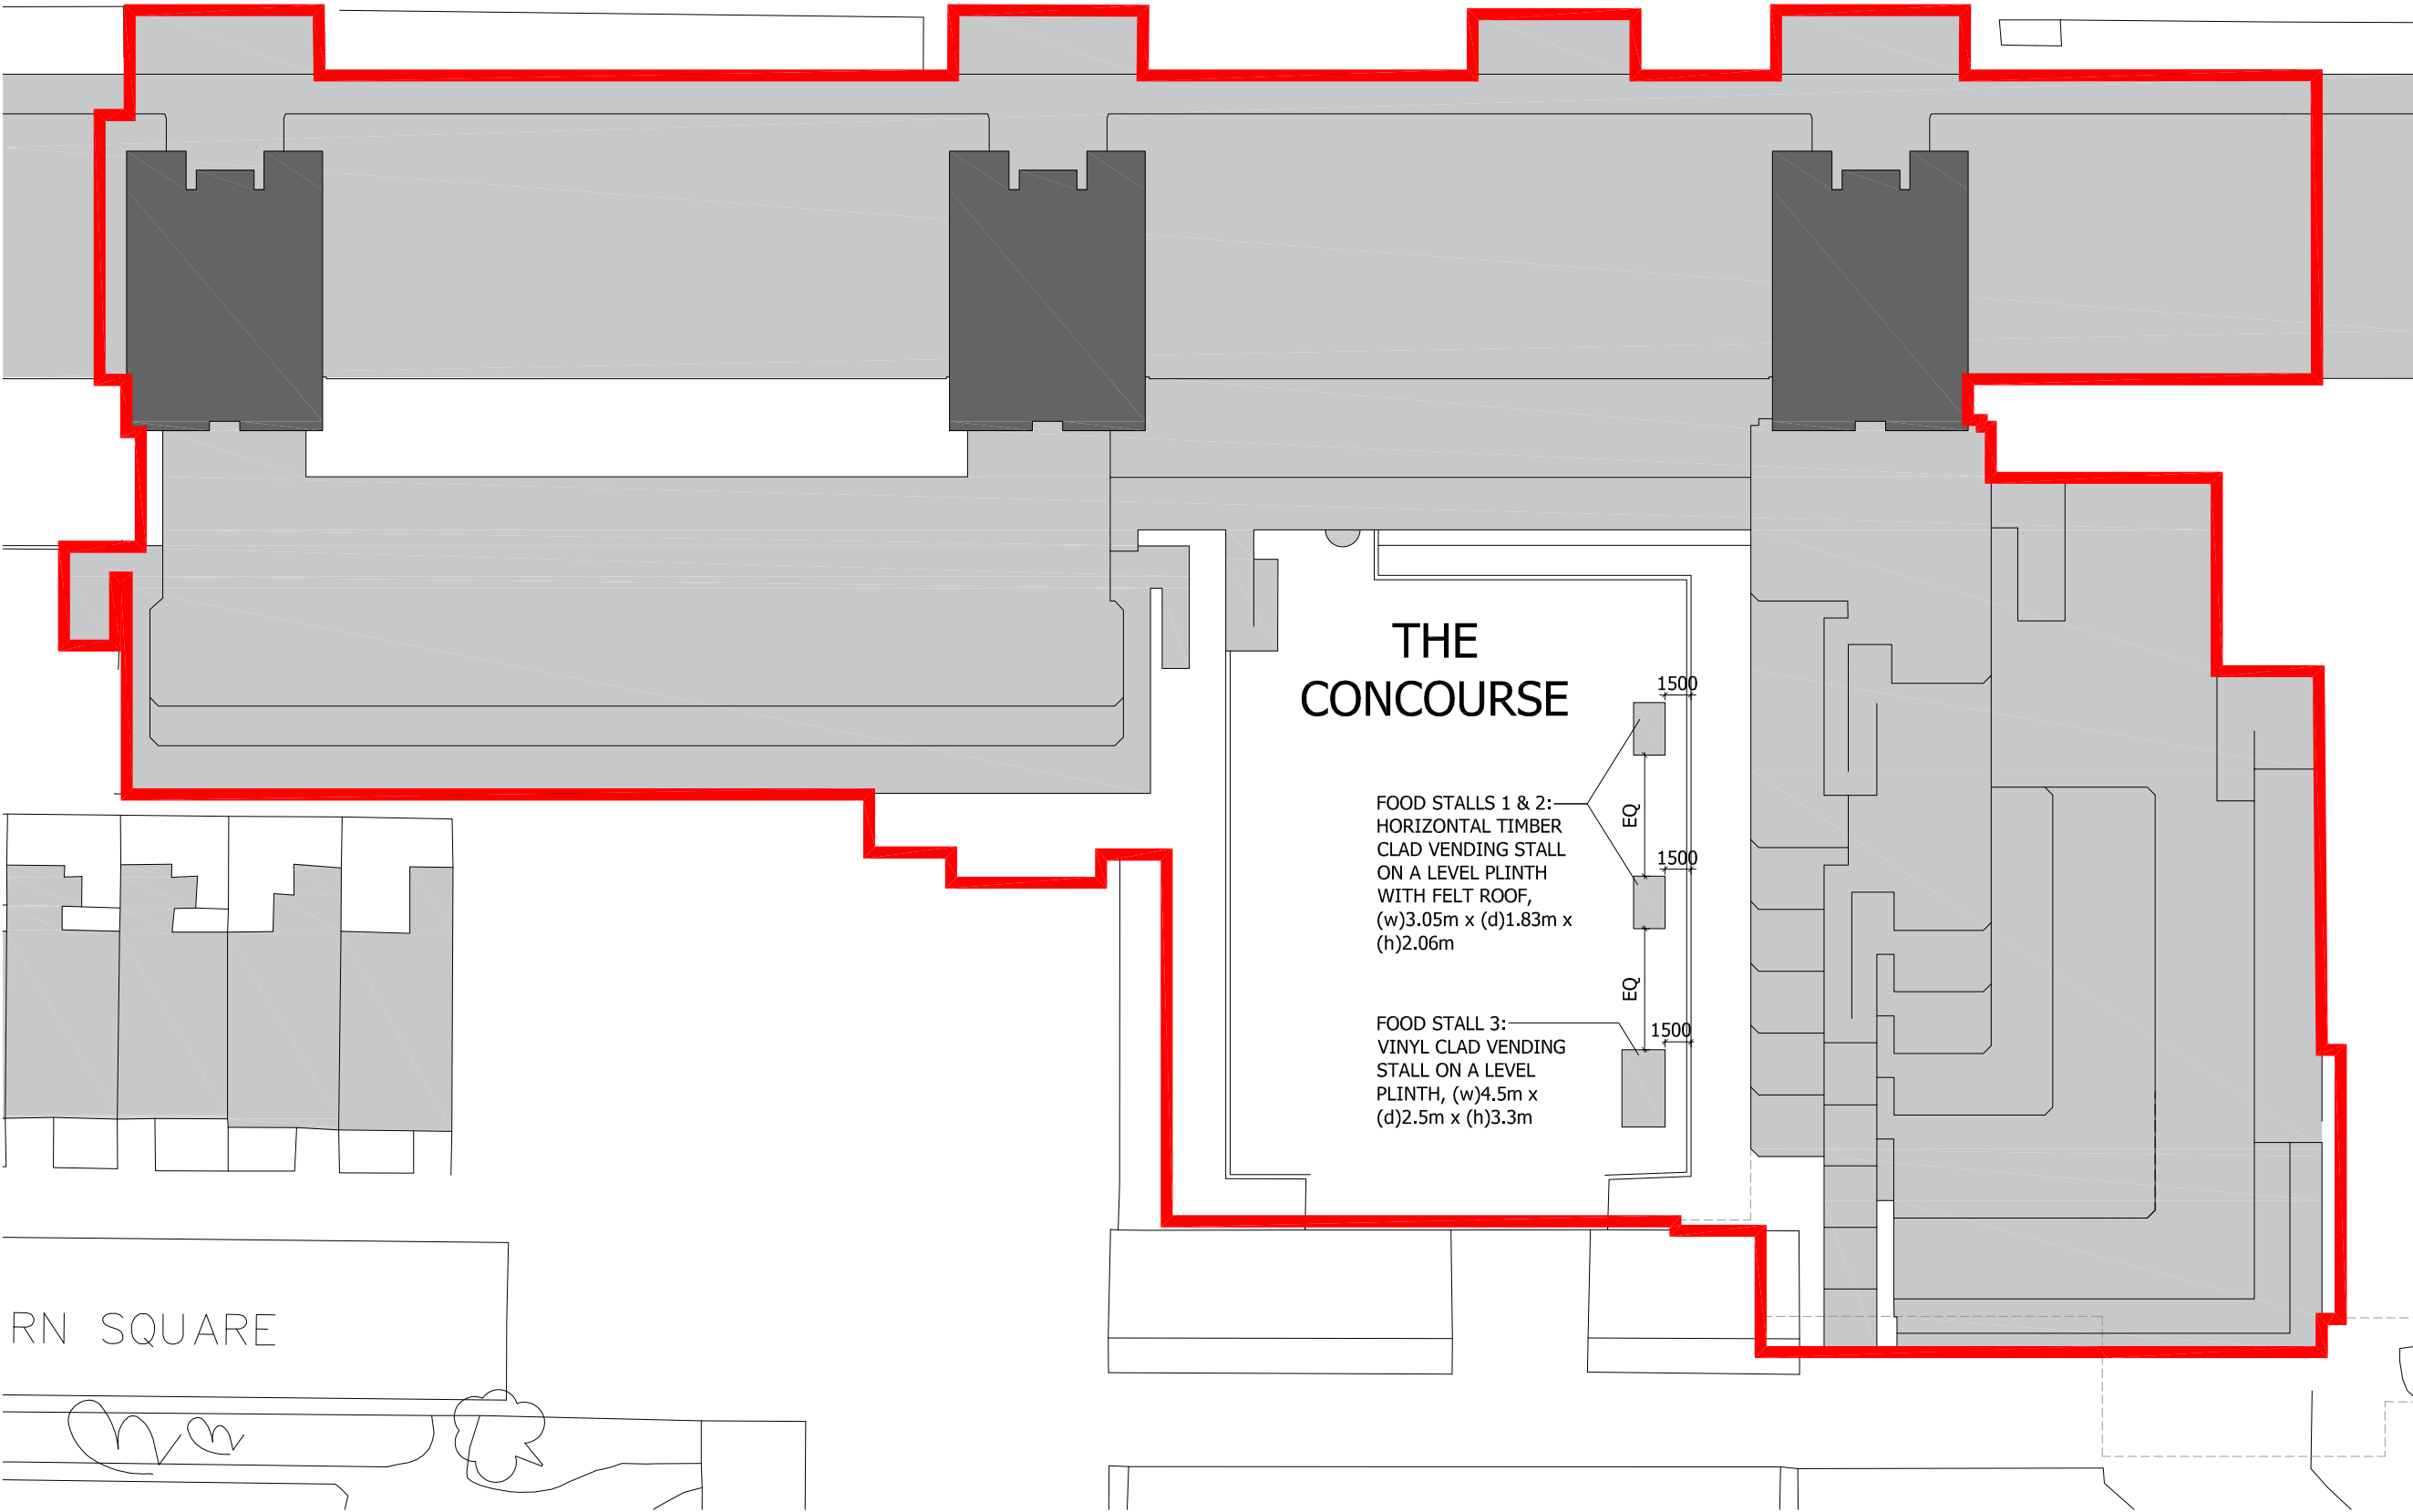 THE
CONCOURSE
1500
FOOD STALLS 1 & 2:
HORIZONTAL TIMBER
CLAD VENDING STALL
ON A LEVEL PLINTH
WITH FELT ROOF,
(w)3.05m x (d)1.83m x
(h)2.06m
EQ
1500
EQ
FOOD STALL 3:
VINYL CLAD VENDING
STALL ON A LEVEL
PLINTH, (w)4.5m x
(d)2.5m x (h)3.3m
1500
RN SQUARE